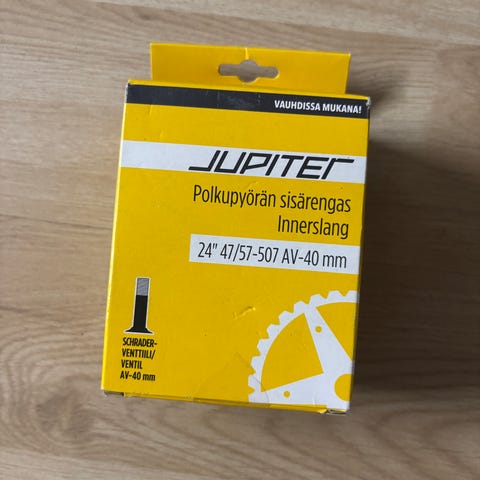 VAUHDISSA MUKANA!
JUPITER
Polkupyörän sisärengas
Innerslang
24" 47/57-507 AV-40 mm
SCHRADER-
VENTTIILI/
VENTIL
AV-40 mm